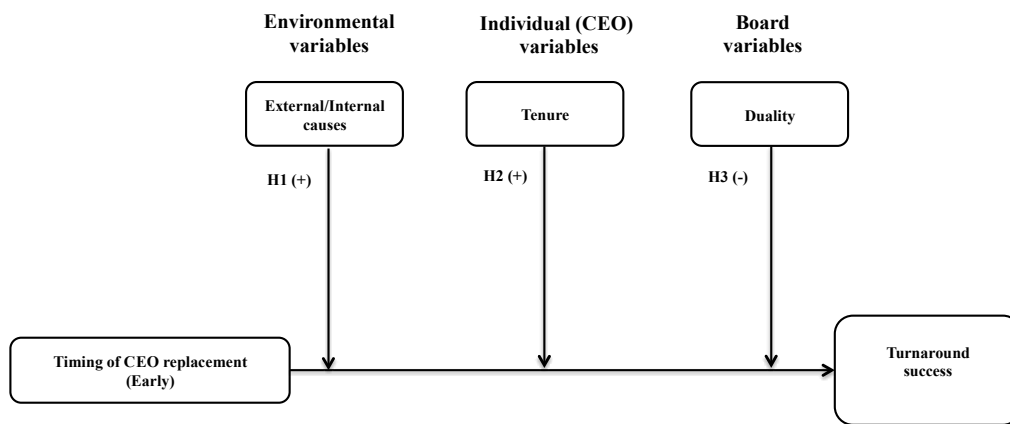 Environmental
variables
Individual (CEO)
variables
Board
variables
External/Internal
causes
Tenure
Duality
H1 (+)
H2 (+)
H3 (-)
Timing of CEO replacement
(Early)
Turnaround
success